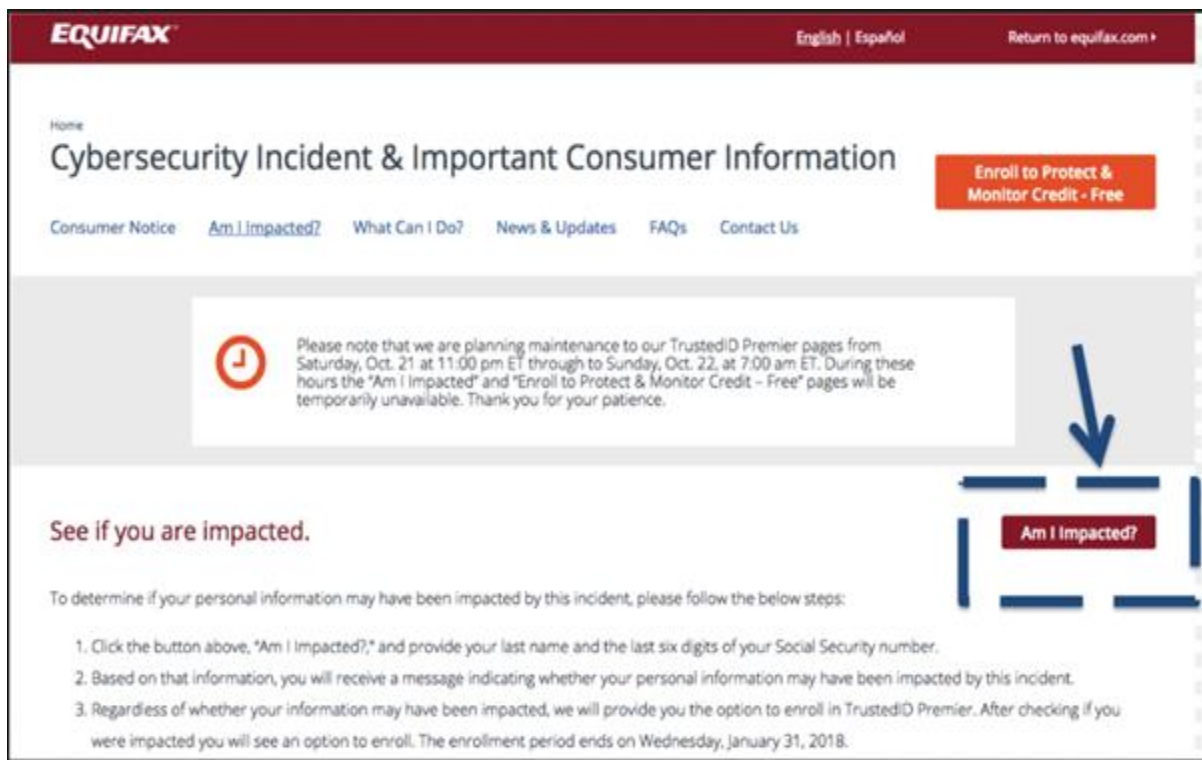 EQUIFAX
English | Español
Return to equifax.com
Home
Cybersecurity Incident & Important Consumer Information
Enroll to Protect &
Monitor Credit - Free
Consumer Notice
Am I Impacted?
What Can I Do?
News & Updates
FAQs
Contact Us
Please note that we are planning maintenance to our TrustedID Premier pages from
Saturday, Oct. 21 at 11:00 pm ET through to Sunday, Oct. 22, at 7:00 am ET. During these
hours the "Am I Impacted" and "Enroll to Protect & Monitor Credit – Free" pages will be
temporarily unavailable. Thank you for your patience.
See if you are impacted.
Am I Impacted?
To determine if your personal information may have been impacted by this incident, please follow the below steps:
1. Click the button above, "Am I Impacted?," and provide your last name and the last six digits of your Social Security number.
2. Based on that information, you will receive a message indicating whether your personal information may have been impacted by this incident.
3. Regardless of whether your information may have been impacted, we will provide you the option to enroll in TrustedID Premier. After checking if you
were impacted you will see an option to enroll. The enrollment period ends on Wednesday, January 31, 2018.